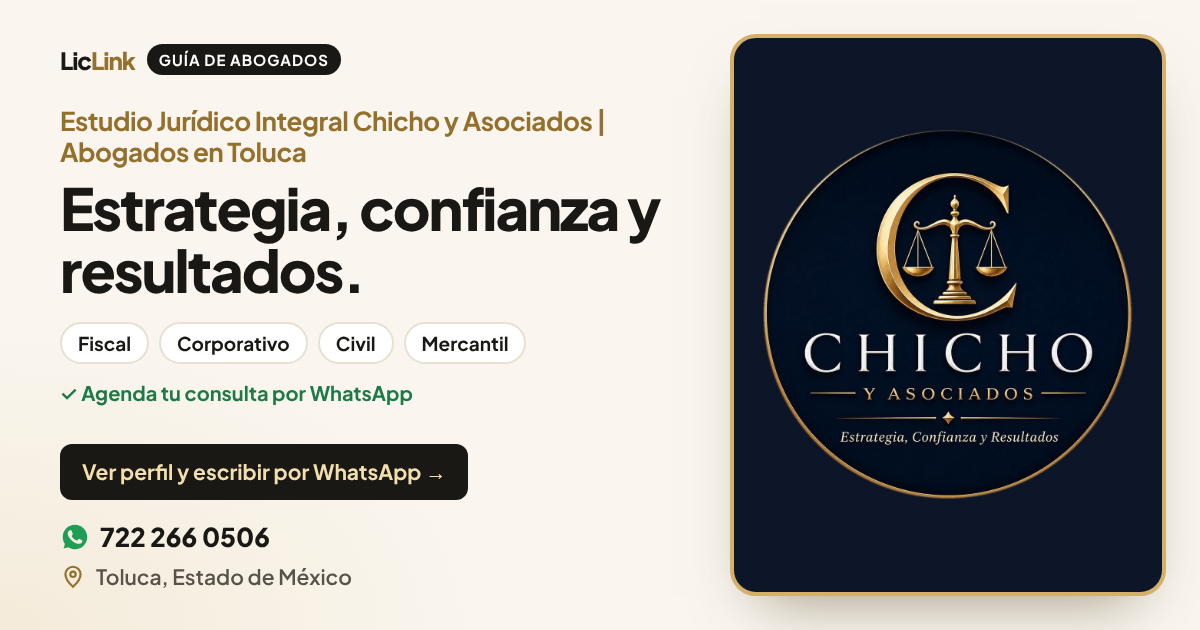 LicLink GUÍA DE ABOGADOS
Estudio Jurídico Integral Chicho y Asociados |
Abogados en Toluca
Estrategia, confianza y
resultados.
Fiscal Corporativo Civil Mercantil
✓ Agenda tu consulta por WhatsApp
Ver perfil y escribir por WhatsApp →
722 266 0506
Toluca, Estado de México
C
CHICHO
Y ASOCIADOS
Estrategia, Confianza y Resultados